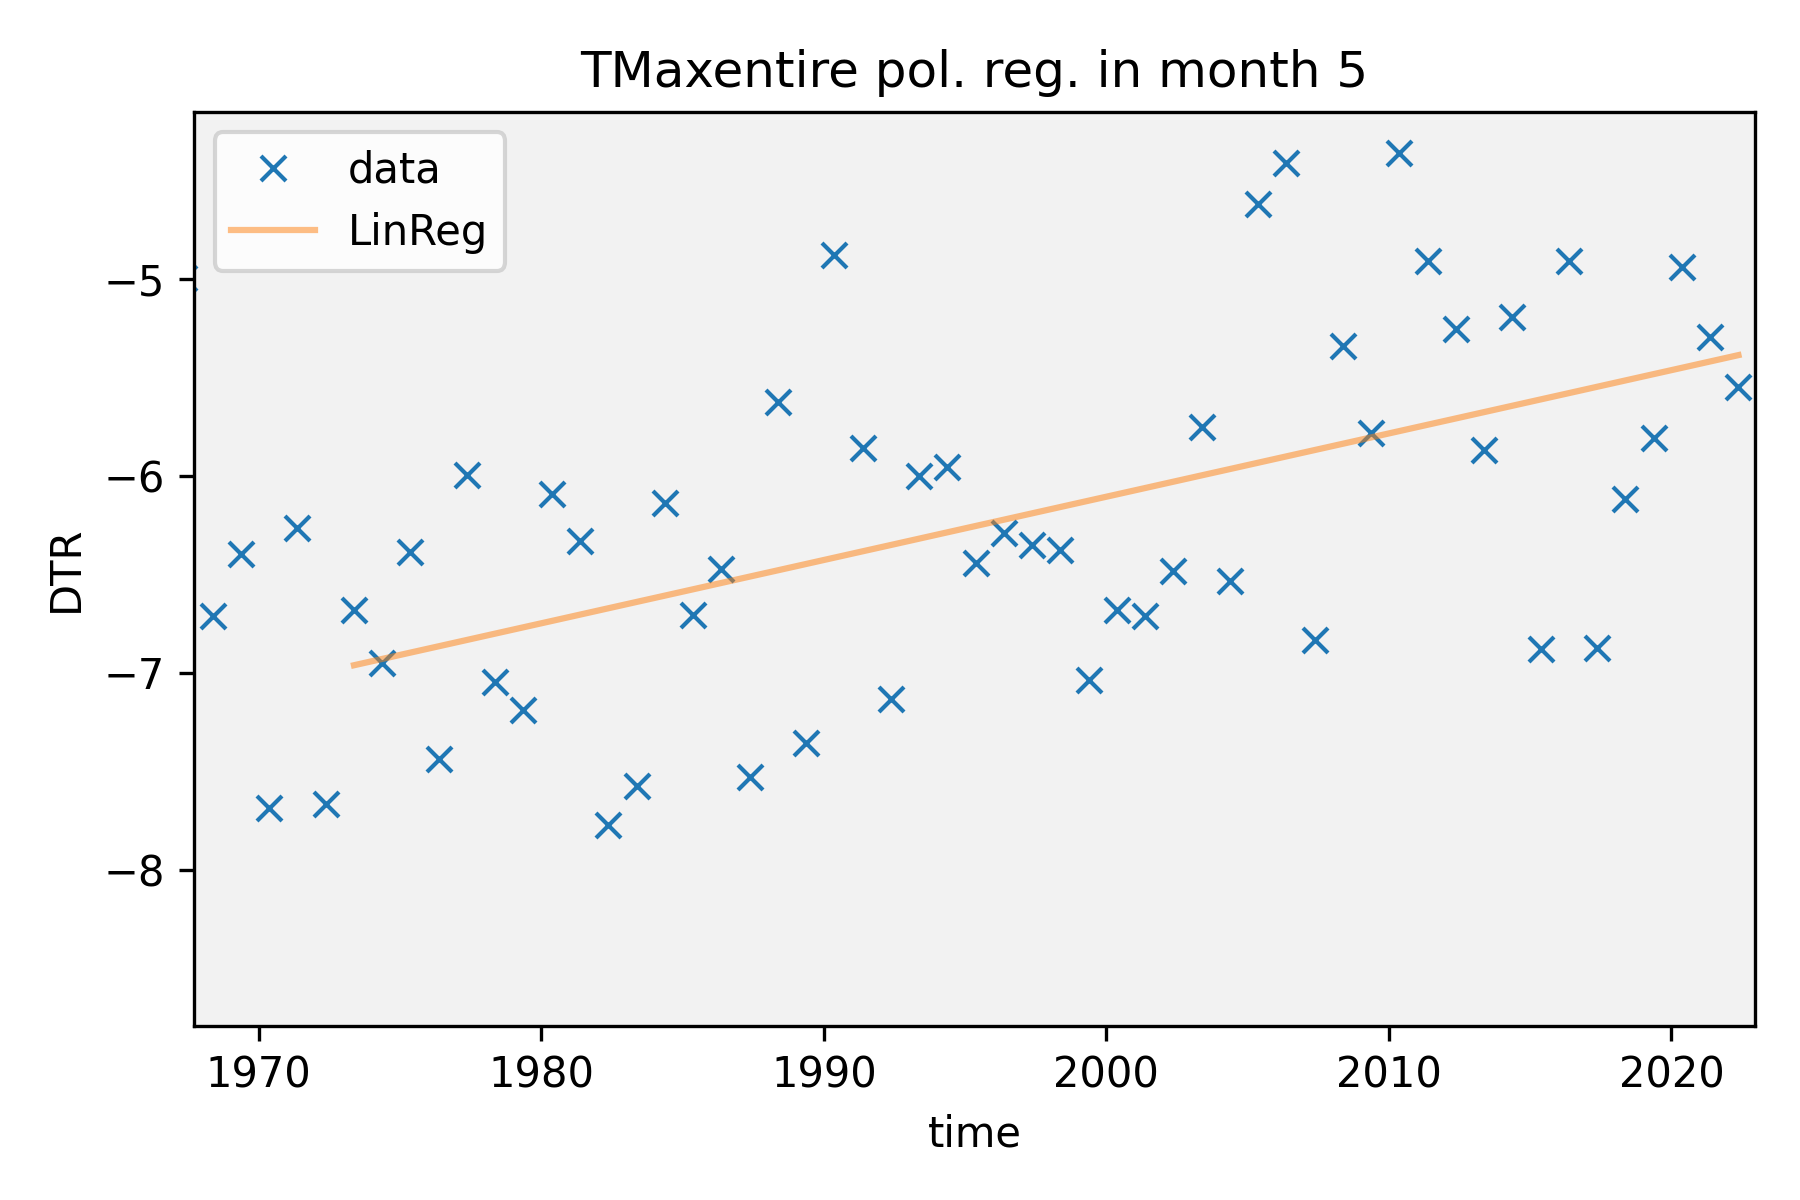 TMaxentire pol. reg. in month 5
data
LinReg
−5
−6
−7
−8
DTR
1970 1980 1990 2000 2010 2020
time